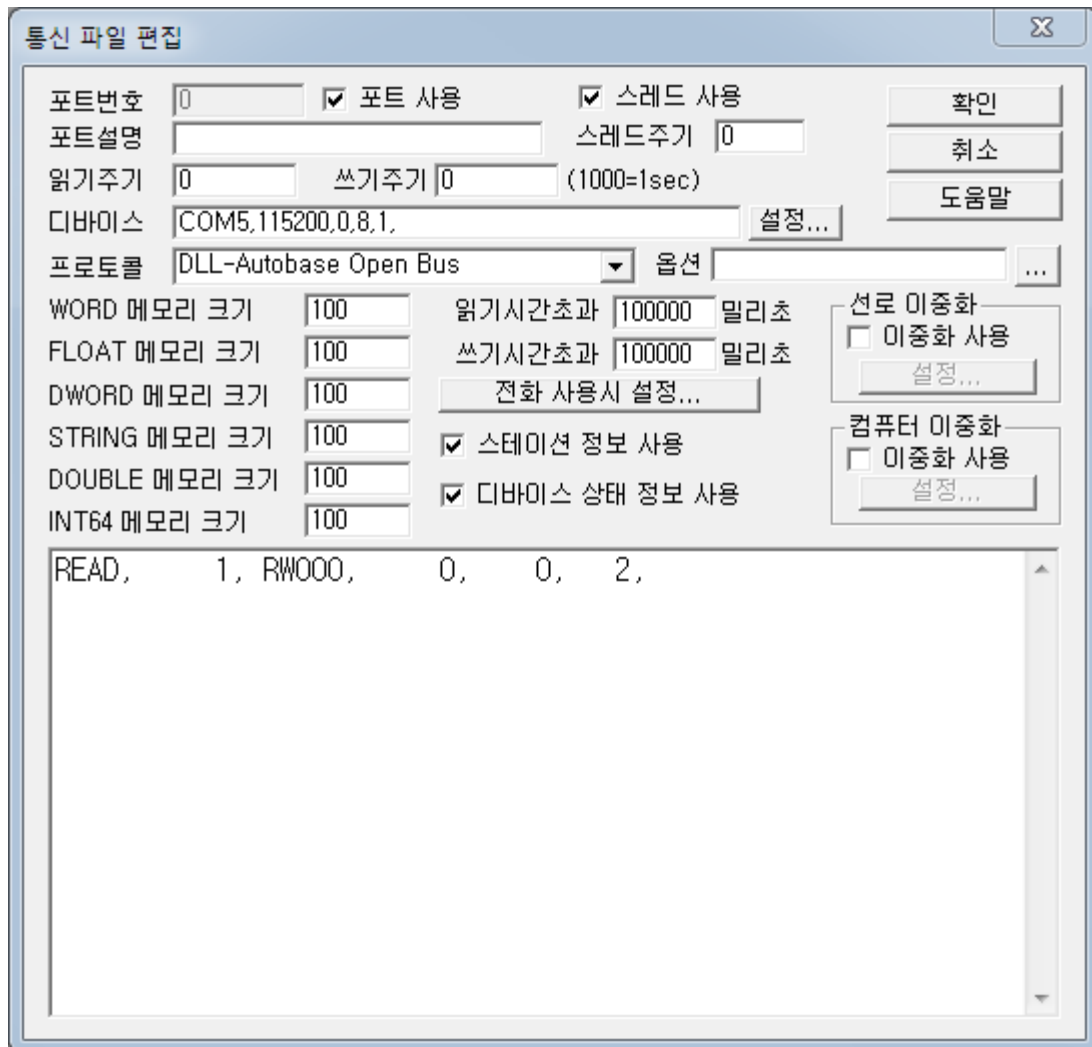 통신 파일 편집
포트번호 0 포트 사용 스레드 사용 확인
포트설명 스레드주기 0 취소
읽기주기 0 쓰기주기 0 (1000=1sec) 도움말
디바이스 COM5,115200,0,8,1, 설정...
프로토콜 DLL-Autobase Open Bus 옵션 ...
WORD 메모리 크기 100 읽기시간초과 100000 밀리초 선로 이중화
FLOAT 메모리 크기 100 쓰기시간초과 100000 밀리초 이중화 사용
DWORD 메모리 크기 100 전화 사용시 설정... 설정...
STRING 메모리 크기 100 스테이션 정보 사용 컴퓨터 이중화
DOUBLE 메모리 크기 100 디바이스 상태 정보 사용 이중화 사용
INT64 메모리 크기 100 설정...
READ, 1, RW000, 0, 0, 2,